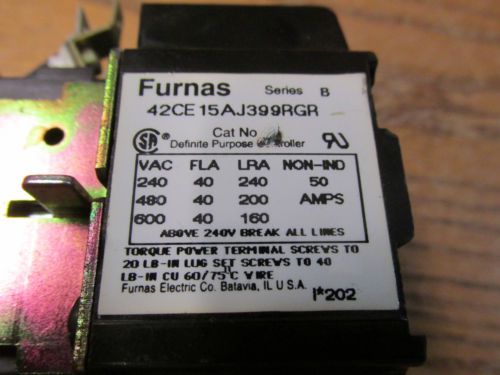 Furnas Series B
42CE15AJ399RGR
Cat No
SA Definite Purpose Controller RU
VAC FLA LRA NON-IND
240 40 240 50
480 40 200 AMPS
600 40 160
ABOVE 240V BREAK ALL LINES
TORQUE POWER TERMINAL SCREWS TO
20 LB-IN LUG SET SCREWS TO 40
LB-IN CU 60/75°C WIRE
Furnas Electric Co. Batavia, IL U.S.A.
I*202